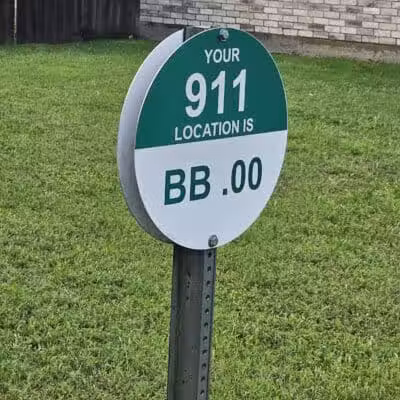 YOUR
911
LOCATION IS
BB .00